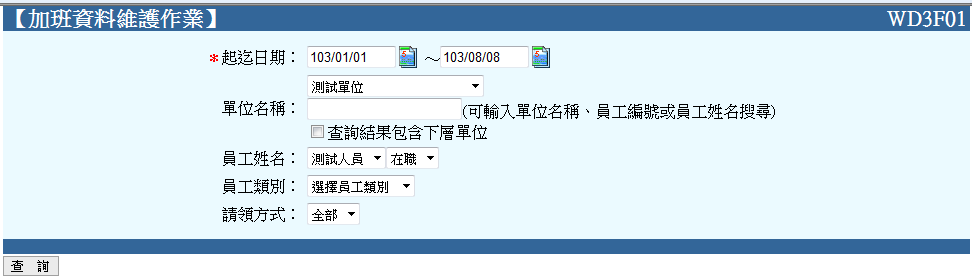 【加班資料維護作業】 WD3F01
*起迄日期： 103/01/01 ～ 103/08/08
測試單位
單位名稱： (可輸入單位名稱、員工編號或員工姓名搜尋)
查詢結果包含下層單位
員工姓名： 測試人員 在職
員工類別： 選擇員工類別
請領方式： 全部
查 詢